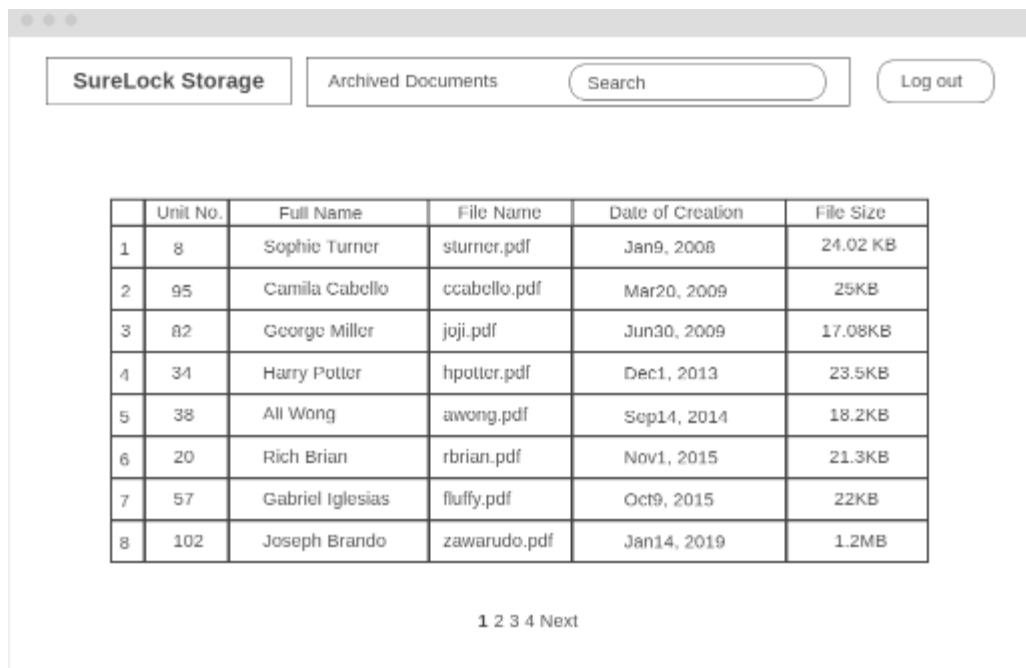 SureLock Storage Archived Documents Search Log out
Unit No. Full Name File Name Date of Creation File Size
1 8 Sophie Turner sturner.pdf Jan9, 2008 24.02 KB
2 95 Camila Cabello ccabello.pdf Mar20, 2009 25KB
3 82 George Miller joji.pdf Jun30, 2009 17.08KB
4 34 Harry Potter hpotter.pdf Dec1, 2013 23.5KB
5 38 Ali Wong awong.pdf Sep14, 2014 18.2KB
6 20 Rich Brian rbrian.pdf Nov1, 2015 21.3KB
7 57 Gabriel Iglesias fluffy.pdf Oct9, 2015 22KB
8 102 Joseph Brando zawarudo.pdf Jan14, 2019 1.2MB
1 2 3 4 Next